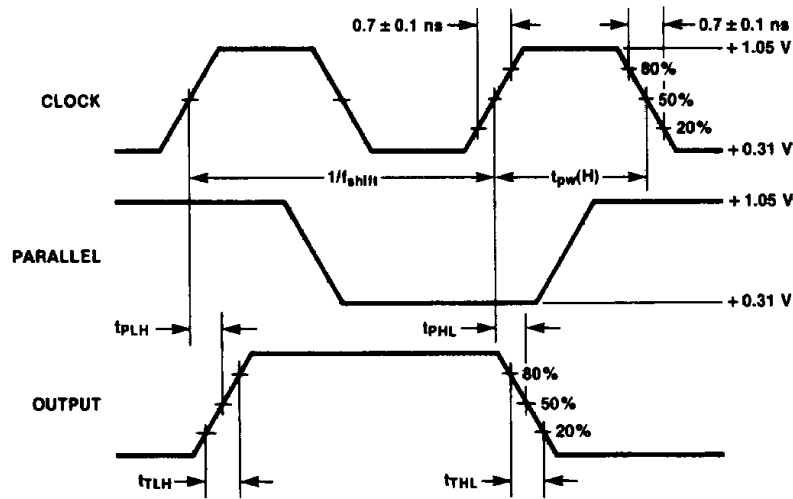 0.7 ± 0.1 ns
0.7 ± 0.1 ns
+ 1.05 V
80%
CLOCK
50%
20%
+ 0.31 V
1/fshift
tpw(H)
+ 1.05 V
PARALLEL
+ 0.31 V
tPLH
tPHL
80%
OUTPUT
50%
20%
tTLH
tTHL